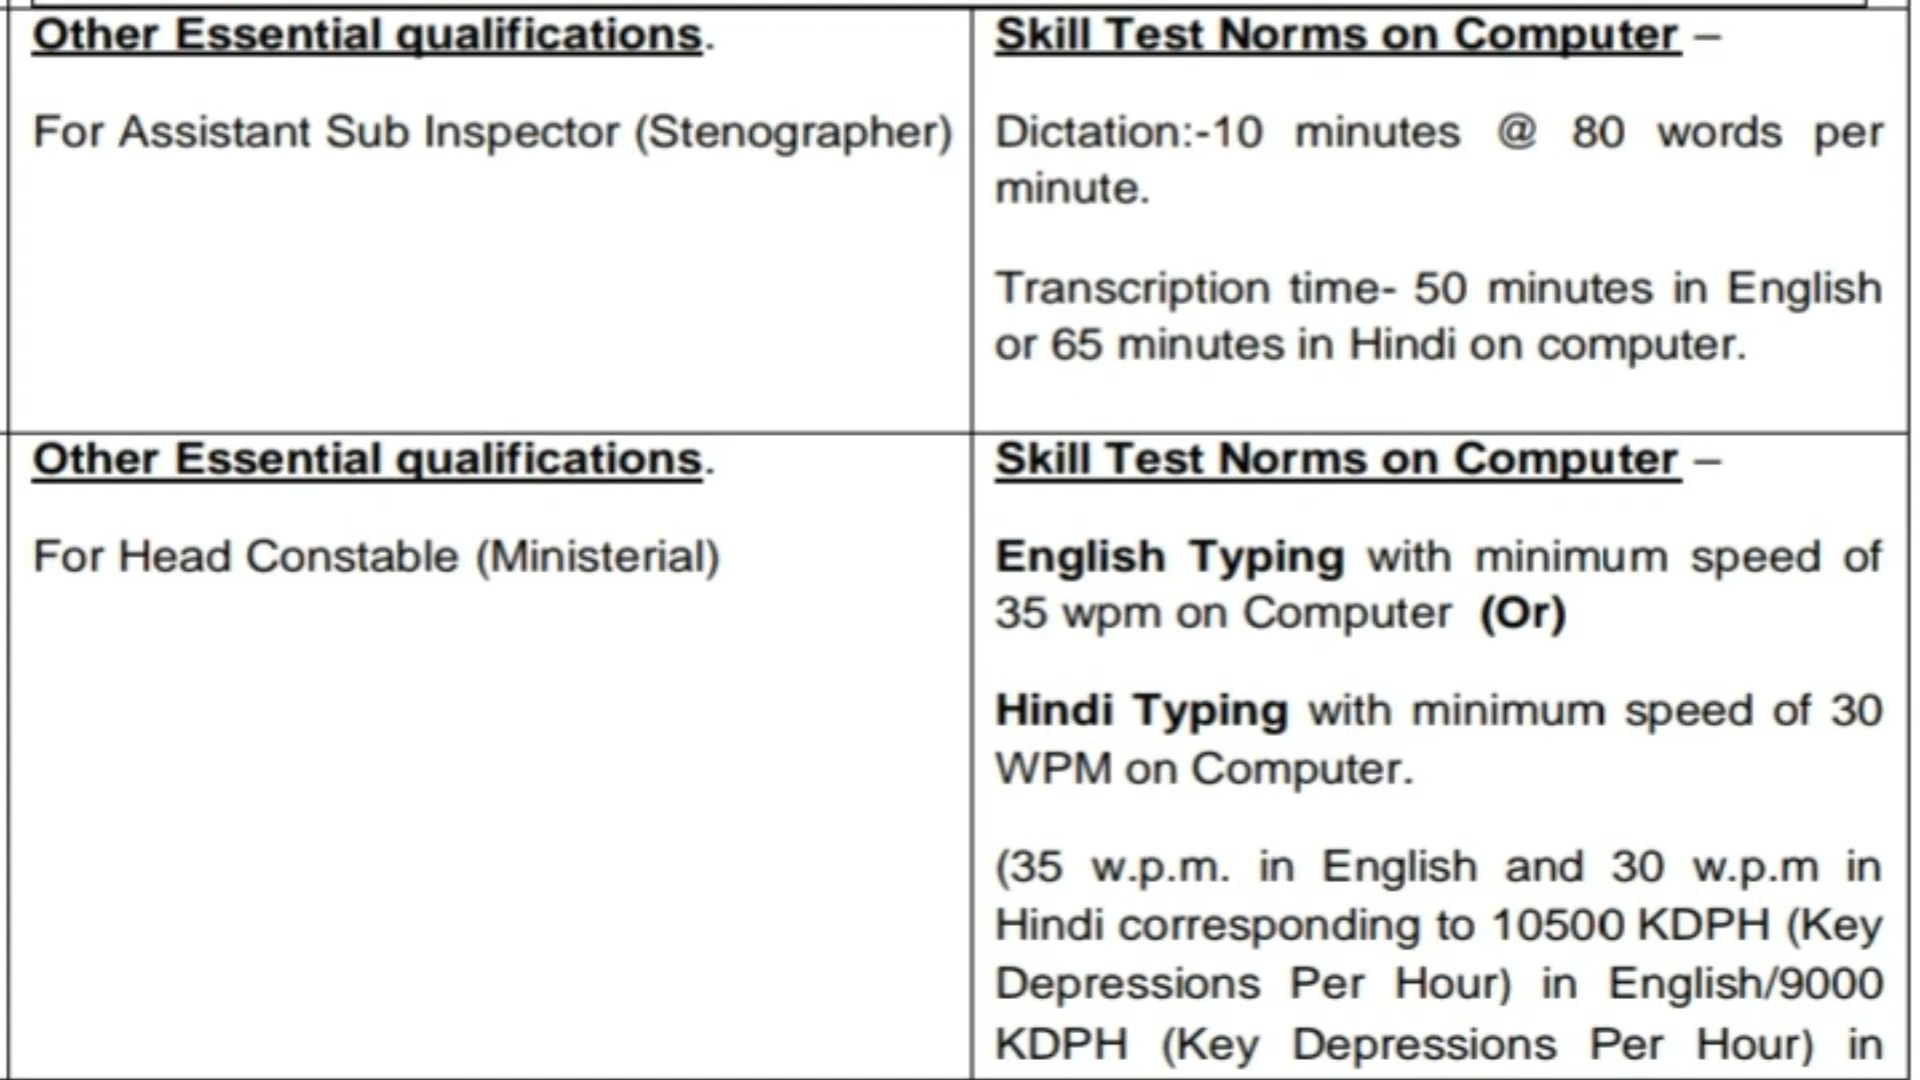 Other Essential qualifications.
For Assistant Sub Inspector (Stenographer)
Skill Test Norms on Computer –
Dictation:-10 minutes @ 80 words per
minute.
Transcription time- 50 minutes in English
or 65 minutes in Hindi on computer.
Other Essential qualifications.
For Head Constable (Ministerial)
Skill Test Norms on Computer –
English Typing with minimum speed of
35 wpm on Computer (Or)
Hindi Typing with minimum speed of 30
WPM on Computer.
(35 w.p.m. in English and 30 w.p.m in
Hindi corresponding to 10500 KDPH (Key
Depressions Per Hour) in English/9000
KDPH (Key Depressions Per Hour) in